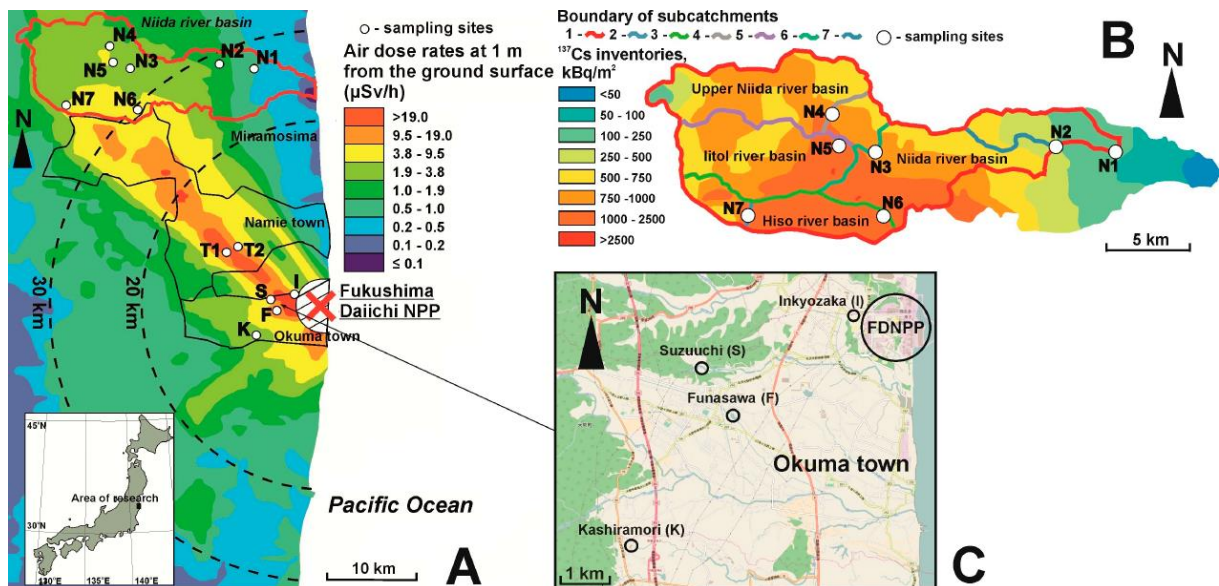 Niida river basin
N4
N5
N3
N2
N1
N7
N6
N
Minamosima
Namie town
T1
T2
S
I
F
K
Okuma town
30 km
20 km
- sampling sites
Air dose rates at 1 m
from the ground surface
(µSv/h)
>19.0
9.5 - 19.0
3.8 - 9.5
1.9 - 3.8
1.0 - 1.9
0.5 - 1.0
0.2 - 0.5
0.1 - 0.2
≤ 0.1
Fukushima
Daiichi NPP
45°N
Area of research
30°N
130°E
135°E
140°E
Pacific Ocean
10 km
A
Boundary of subcatchments
1 - 2 - 3 - 4 - 5 - 6 - 7 - - sampling sites
137Cs inventories,
kBq/m²
<50
50 - 100
100 - 250
250 - 500
500 - 750
750 -1000
1000 - 2500
>2500
B
N
Upper Niida river basin
N4
Iitol river basin
N5
N3
Niida river basin
N2
N1
N7
Hiso river basin
N6
5 km
N
Inkyozaka (I)
FDNPP
Suzuuchi (S)
Funasawa (F)
Okuma town
Kashiramori (K)
1 km
C